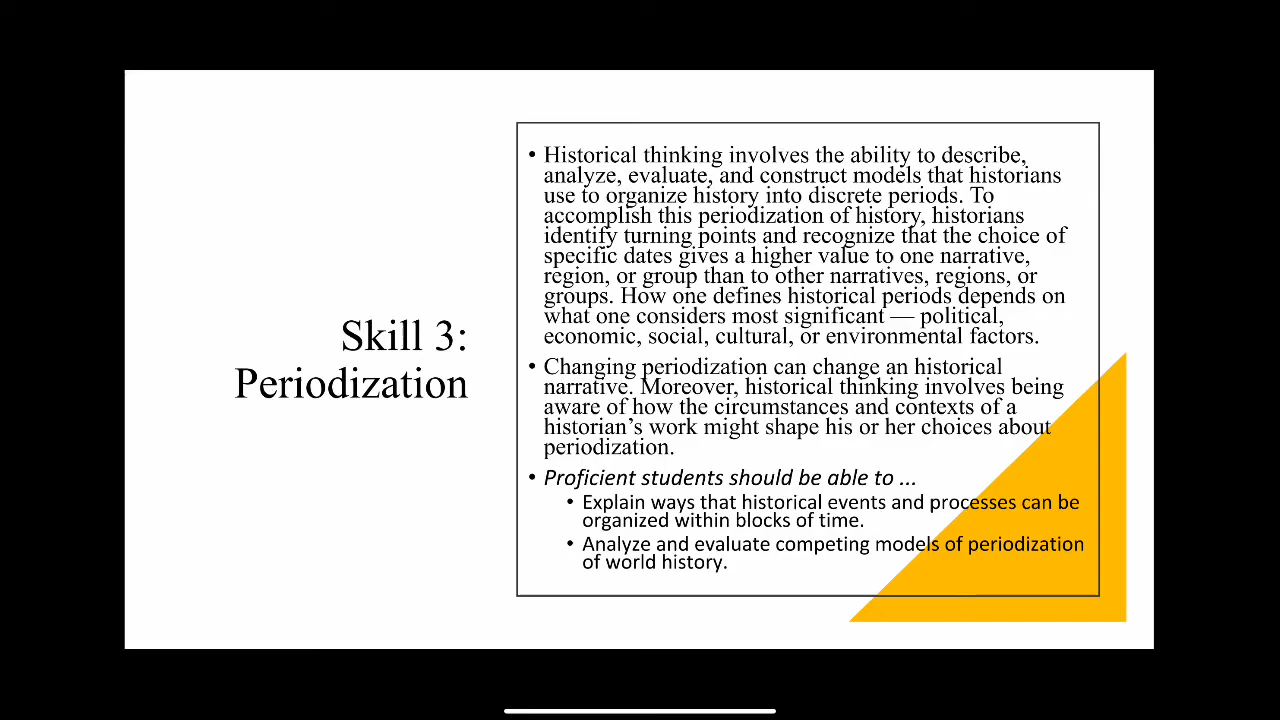 Skill 3:
Periodization
• Historical thinking involves the ability to describe,
analyze, evaluate, and construct models that historians
use to organize history into discrete periods. To
accomplish this periodization of history, historians
identify turning points and recognize that the choice of
specific dates gives a higher value to one narrative,
region, or group than to other narratives, regions, or
groups. How one defines historical periods depends on
what one considers most significant — political,
economic, social, cultural, or environmental factors.
• Changing periodization can change an historical
narrative. Moreover, historical thinking involves being
aware of how the circumstances and contexts of a
historian’s work might shape his or her choices about
periodization.
• Proficient students should be able to ...
• Explain ways that historical events and processes can be
organized within blocks of time.
• Analyze and evaluate competing models of periodization
of world history.